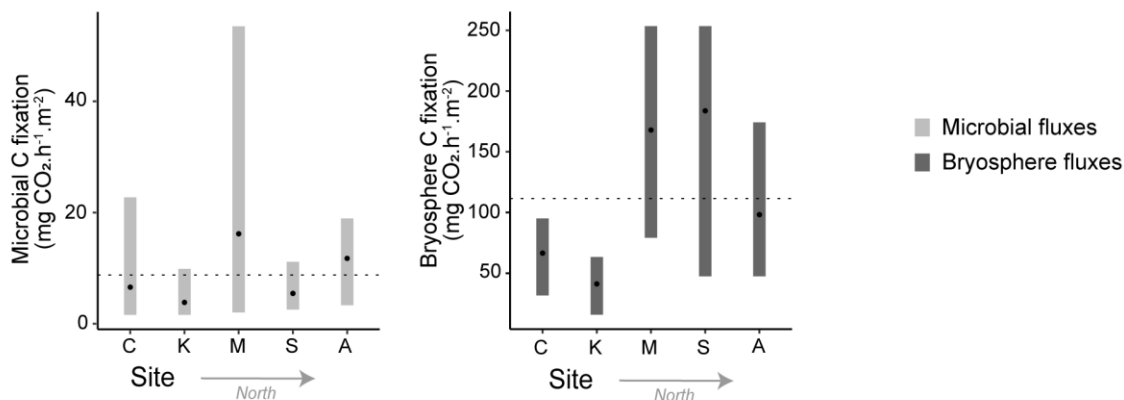 Microbial C fixation
(mg CO₂.h⁻¹.m⁻²)
40
20
0
C K M S A
Site
North
Bryosphere C fixation
(mg CO₂.h⁻¹.m⁻²)
250
200
150
100
50
C K M S A
Site
North
Microbial fluxes
Bryosphere fluxes